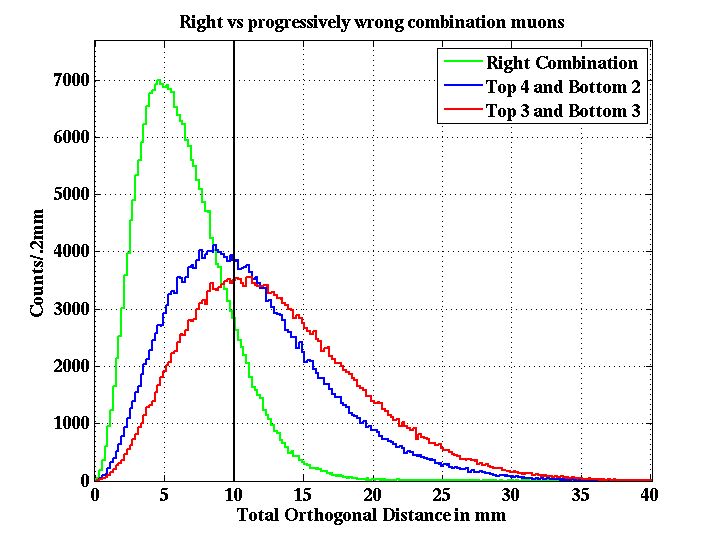 Right vs progressively wrong combination muons
Right Combination
Top 4 and Bottom 2
Top 3 and Bottom 3
Counts/.2mm
7000
6000
5000
4000
3000
2000
1000
0
0 5 10 15 20 25 30 35 40
Total Orthogonal Distance in mm